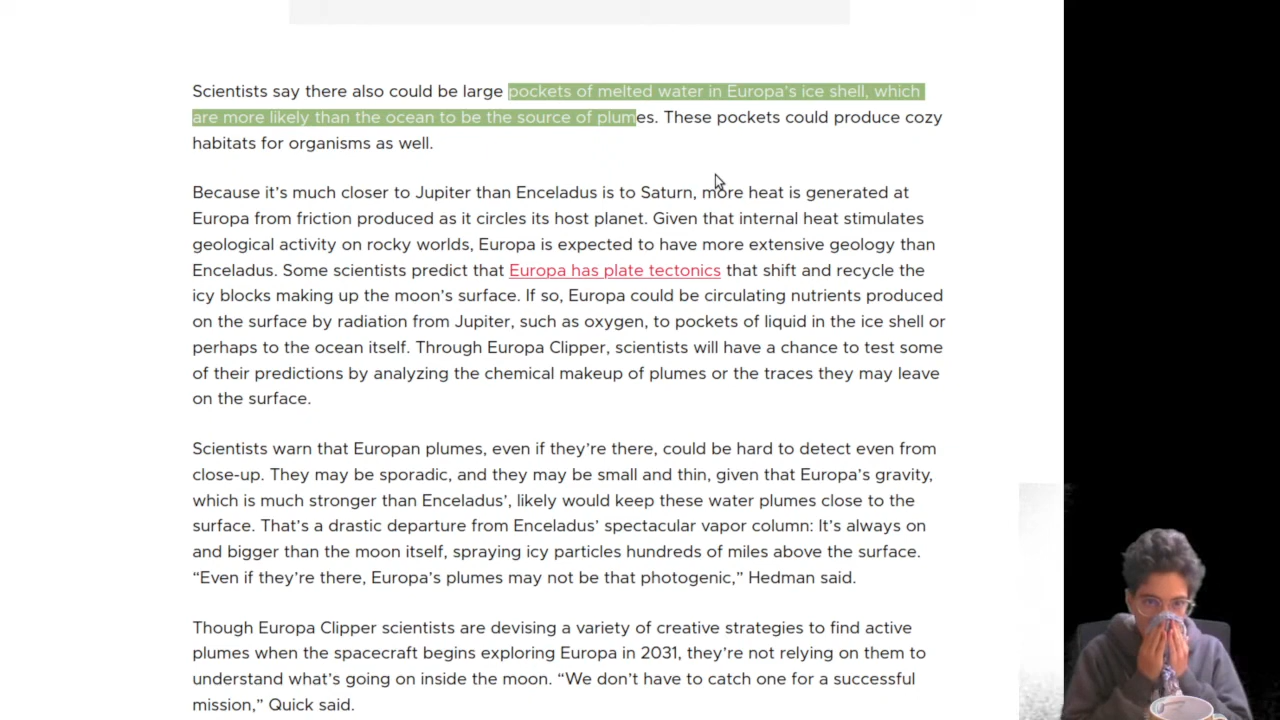 Scientists say there also could be large pockets of melted water in Europa's ice shell, which
are more likely than the ocean to be the source of plumes. These pockets could produce cozy
habitats for organisms as well.
Because it's much closer to Jupiter than Enceladus is to Saturn, more heat is generated at
Europa from friction produced as it circles its host planet. Given that internal heat stimulates
geological activity on rocky worlds, Europa is expected to have more extensive geology than
Enceladus. Some scientists predict that Europa has plate tectonics that shift and recycle the
icy blocks making up the moon's surface. If so, Europa could be circulating nutrients produced
on the surface by radiation from Jupiter, such as oxygen, to pockets of liquid in the ice shell or
perhaps to the ocean itself. Through Europa Clipper, scientists will have a chance to test some
of their predictions by analyzing the chemical makeup of plumes or the traces they may leave
on the surface.
Scientists warn that Europan plumes, even if they're there, could be hard to detect even from
close-up. They may be sporadic, and they may be small and thin, given that Europa's gravity,
which is much stronger than Enceladus', likely would keep these water plumes close to the
surface. That's a drastic departure from Enceladus' spectacular vapor column: It's always on
and bigger than the moon itself, spraying icy particles hundreds of miles above the surface.
“Even if they're there, Europa's plumes may not be that photogenic,” Hedman said.
Though Europa Clipper scientists are devising a variety of creative strategies to find active
plumes when the spacecraft begins exploring Europa in 2031, they're not relying on them to
understand what's going on inside the moon. “We don't have to catch one for a successful
mission,” Quick said.